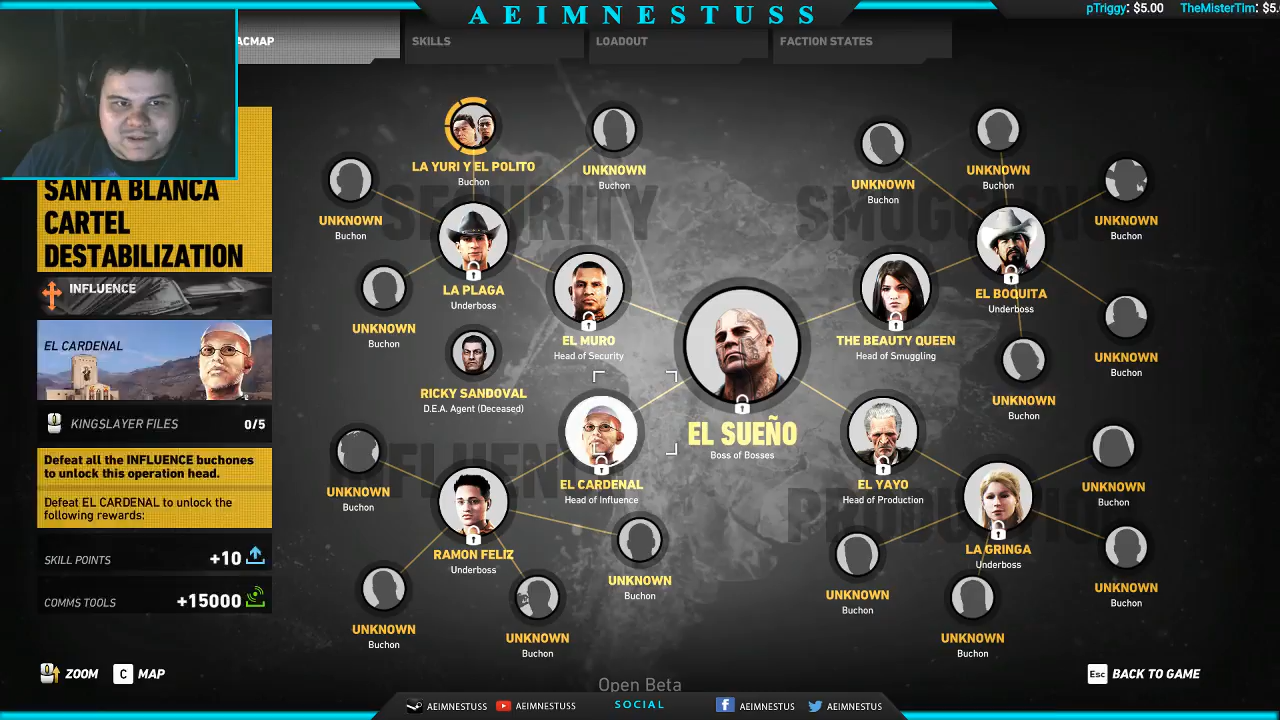 AEIMNESTUSS
pTriggy: $5.00 TheMisterTim: $5.
ACMAP
SKILLS
LOADOUT
FACTION STATES
SANTA BLANCA
CARTEL
DESTABILIZATION
INFLUENCE
EL CARDENAL
KINGSLAYER FILES 0/5
Defeat all the INFLUENCE buchones
to unlock this operation head.
Defeat EL CARDENAL to unlock the
following rewards:
SKILL POINTS +10
COMMS TOOLS +15000
SECURITY
SMUGG
LA YURI Y EL POLITO
Buchon
UNKNOWN
Buchon
UNKNOWN
Buchon
UNKNOWN
Buchon
LA PLAGA
Underboss
EL MURO
Head of Security
RICKY SANDOVAL
D.E.A. Agent (Deceased)
UNKNOWN
Buchon
UNKNOWN
Buchon
UNKNOWN
Buchon
EL BOQUITA
Underboss
THE BEAUTY QUEEN
Head of Smuggling
UNKNOWN
Buchon
UNKNOWN
Buchon
EL SUEÑO
Boss of Bosses
EL CARDENAL
Head of Influence
UNKNOWN
Buchon
RAMON FELIZ
Underboss
UNKNOWN
Buchon
UNKNOWN
Buchon
UNKNOWN
Buchon
EL YAYO
Head of Production
LA GRINGA
Underboss
UNKNOWN
Buchon
UNKNOWN
Buchon
UNKNOWN
Buchon
UNKNOWN
Buchon
ZOOM
C MAP
Esc BACK TO GAME
Open Beta
AEIMNESTUSS
AEIMNESTUSS
SOCIAL
AEIMNESTUS
AEIMNESTUS